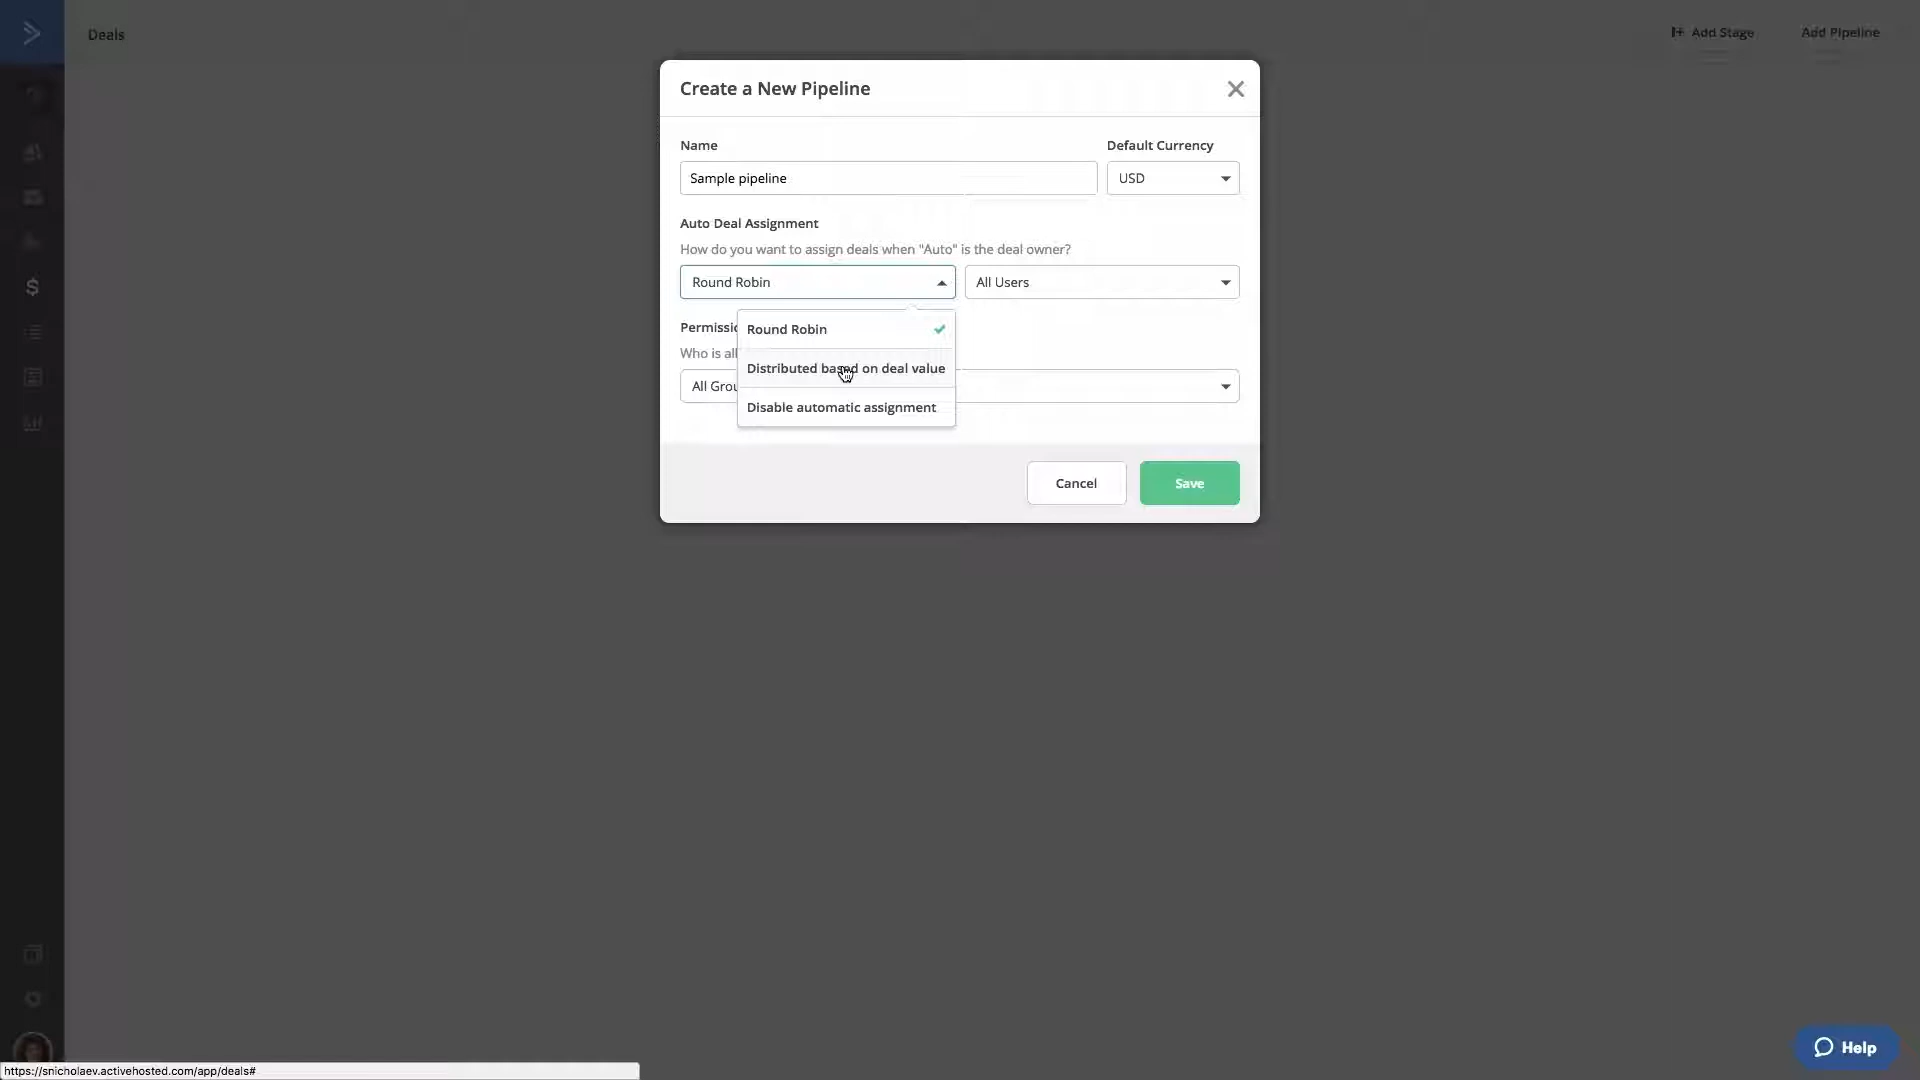 Deals
Add Stage
Add Pipeline
Create a New Pipeline
Name
Default Currency
Sample pipeline
USD
Auto Deal Assignment
How do you want to assign deals when "Auto" is the deal owner?
Round Robin
All Users
Permissio
Round Robin
Who is all
Distributed based on deal value
All Grou
Disable automatic assignment
Cancel
Save
Help
https://snicholaev.activehosted.com/app/deals#